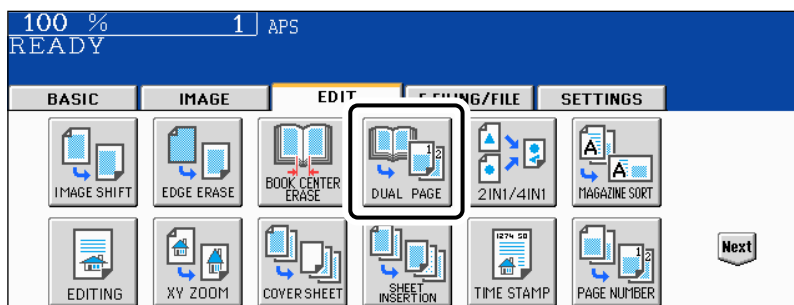 100 % 1 APS
READY
BASIC IMAGE EDIT E-FILING/FILE SETTINGS
IMAGE SHIFT EDGE ERASE BOOK CENTER ERASE DUAL PAGE 2IN1/4IN1 MAGAZINE SORT
EDITING XY ZOOM COVER SHEET SHEET INSERTION TIME STAMP PAGE NUMBER Next